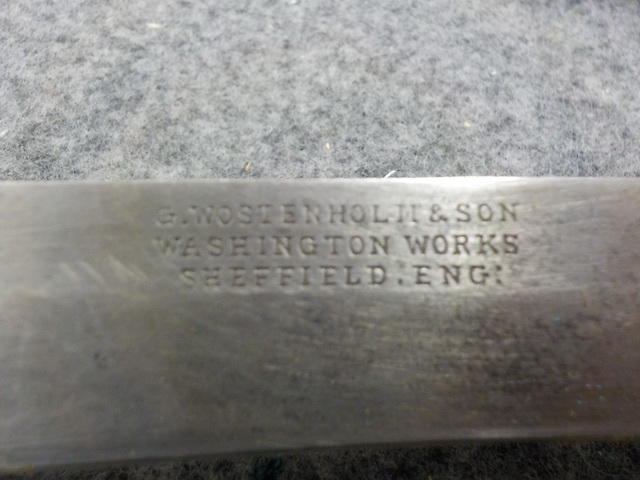 G. WOSTENHOLM & SON
WASHINGTON WORKS
SHEFFIELD. ENG: